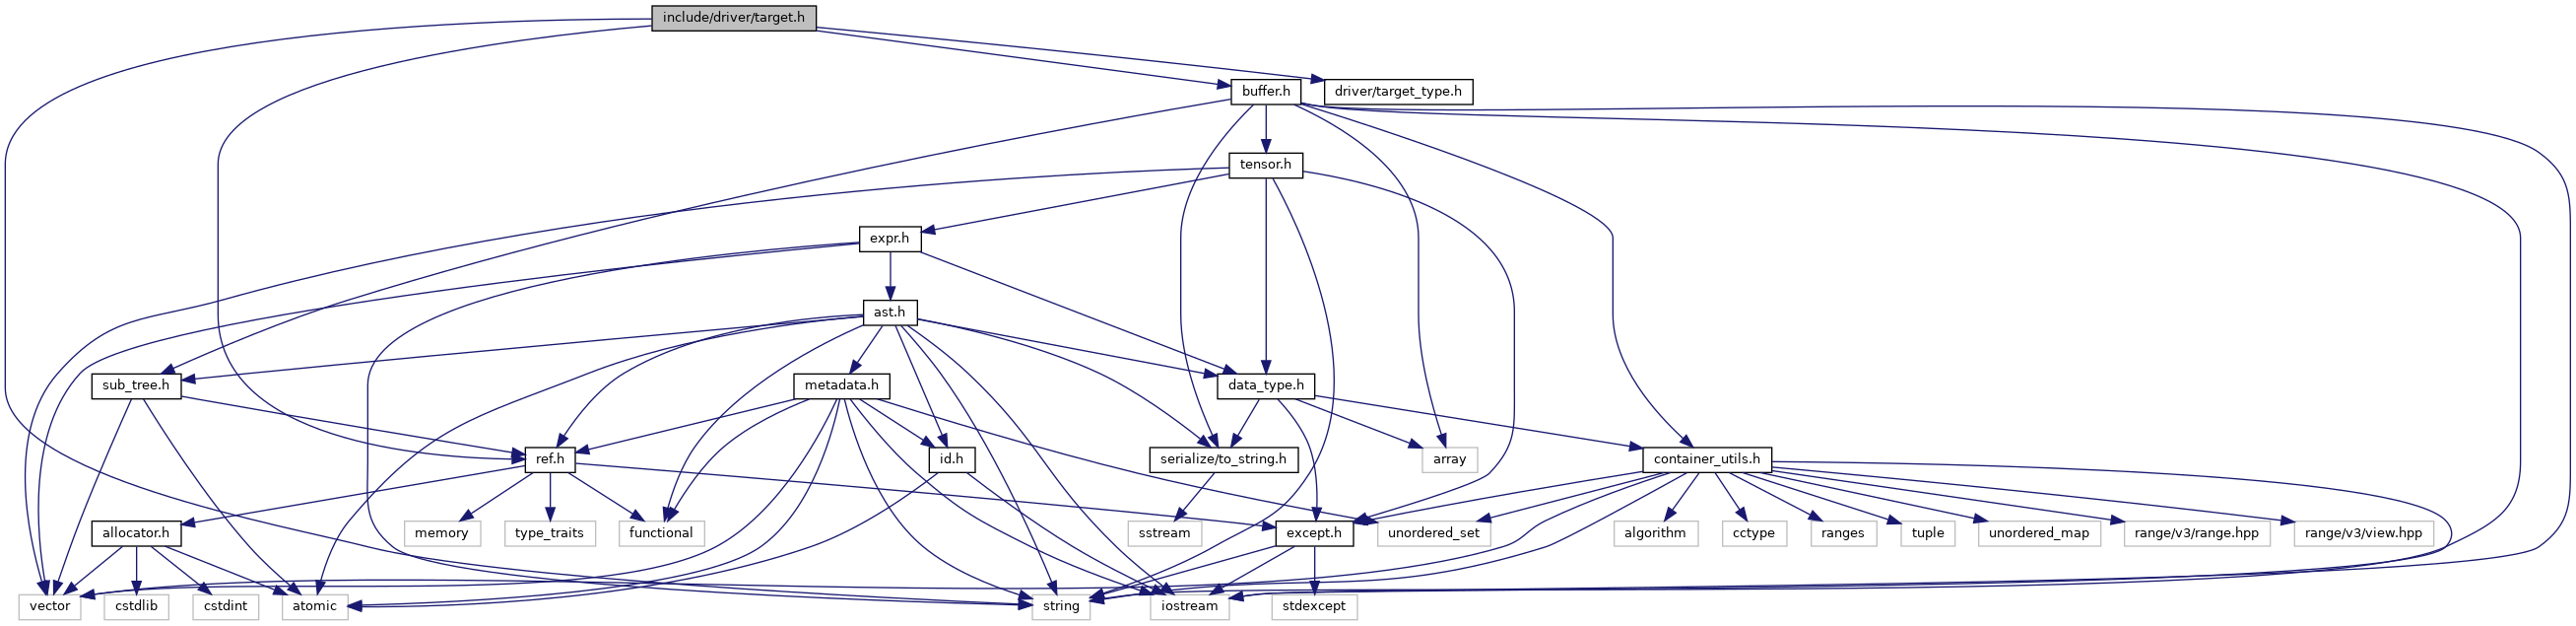 include/driver/target.h
buffer.h
driver/target_type.h
tensor.h
expr.h
ast.h
sub_tree.h
metadata.h
data_type.h
ref.h
id.h
serialize/to_string.h
array
container_utils.h
allocator.h
memory
type_traits
functional
sstream
except.h
unordered_set
algorithm
cctype
ranges
tuple
unordered_map
range/v3/range.hpp
range/v3/view.hpp
vector
cstdlib
cstdint
atomic
string
iostream
stdexcept